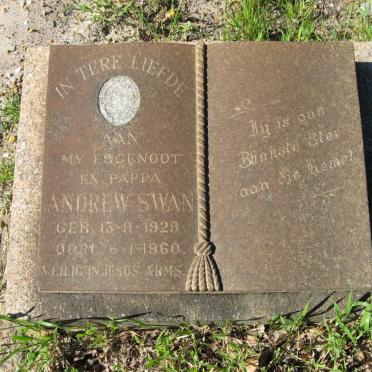 IN TERE LIEFDE
AAN
MY EGGENOOT
EN PAPPA
ANDREW SWAN
GEB. 13-9-1929
OORL. 6-1-1960
VEILIG IN JESUS ARMS
Hy is ons
Blinkste Ster
aan die hemel